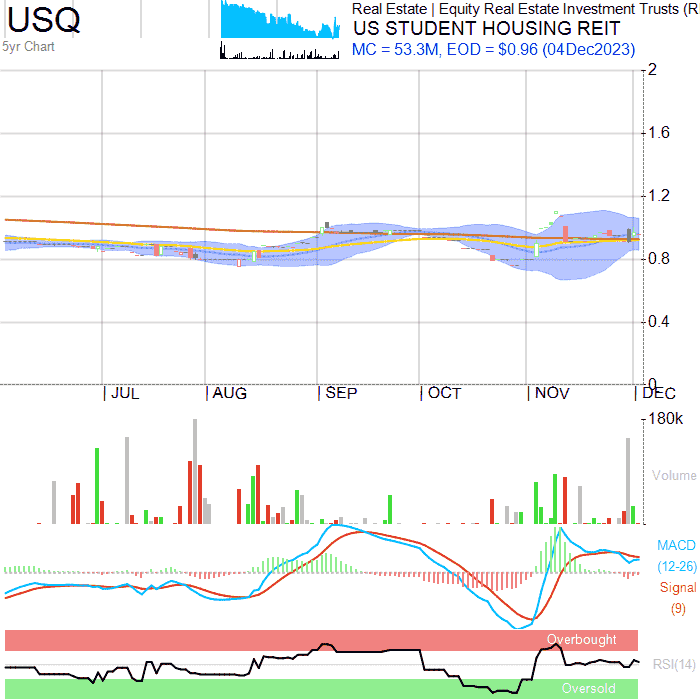 USQ
5yr Chart
Real Estate | Equity Real Estate Investment Trusts (R
US STUDENT HOUSING REIT
MC = 53.3M, EOD = $0.96 (04Dec2023)
2
1.6
1.2
0.8
0.4
0
| JUL | AUG | SEP | OCT | NOV | DEC
180k
Volume
MACD
(12-26)
Signal
(9)
Overbought
RSI(14)
Oversold